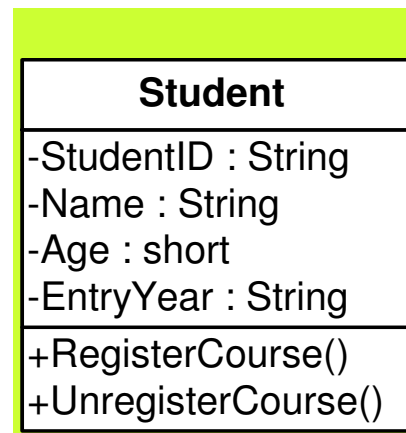 Student
-StudentID : String
-Name : String
-Age : short
-EntryYear : String
+RegisterCourse()
+UnregisterCourse()